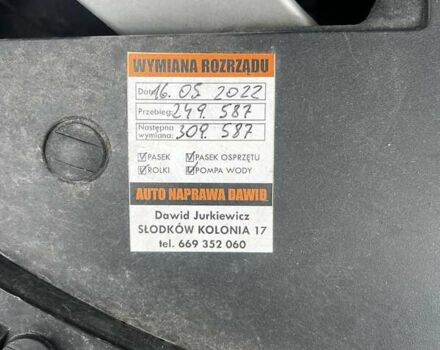 WYMIANA ROZRZĄDU
Data: 16.05 2022
Przebieg: 249.587
Następna
wymiana: 309.587
PASEK PASEK OSPRZĘTU
ROLKI POMPA WODY
AUTO NAPRAWA DAWID
Dawid Jurkiewicz
SŁODKÓW KOLONIA 17
tel. 669 352 060